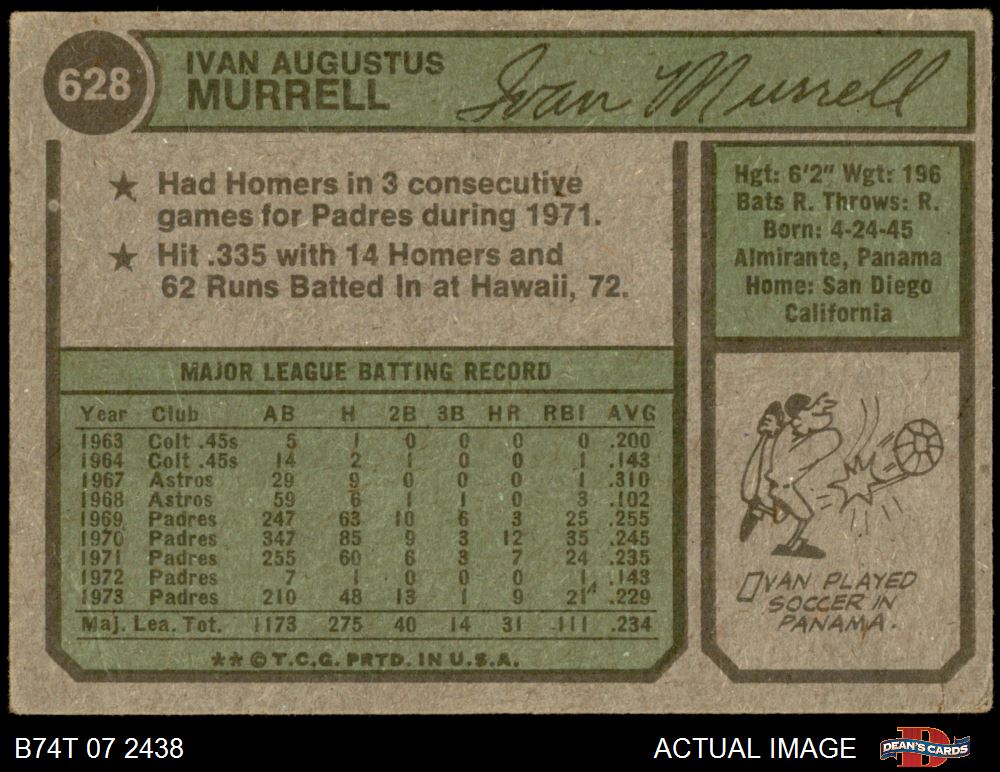 628
IVAN AUGUSTUS
MURRELL
Ivan Murrell
★ Had Homers in 3 consecutive
games for Padres during 1971.
★ Hit .335 with 14 Homers and
62 Runs Batted In at Hawaii, 72.
Hgt: 6'2" Wgt: 196
Bats R. Throws: R.
Born: 4-24-45
Almirante, Panama
Home: San Diego
California
MAJOR LEAGUE BATTING RECORD
Year Club AB H 2B 3B HR RBI AVG
1963 Colt .45s 5 1 0 0 0 0 .200
1964 Colt .45s 14 2 1 0 0 1 .143
1967 Astros 29 9 0 0 0 1 .310
1968 Astros 59 6 1 1 0 3 .102
1969 Padres 247 63 10 6 3 25 .255
1970 Padres 347 85 9 3 12 35 .245
1971 Padres 255 60 6 3 7 24 .235
1972 Padres 7 1 0 0 0 1 .143
1973 Padres 210 48 13 1 9 21 .229
Maj. Lea. Tot. 1173 275 40 14 31 111 .234
** © T.C.G. PRTD. IN U.S.A.
IVAN PLAYED
SOCCER IN
PANAMA.
B74T 07 2438
ACTUAL IMAGE
DEAN'S CARDS